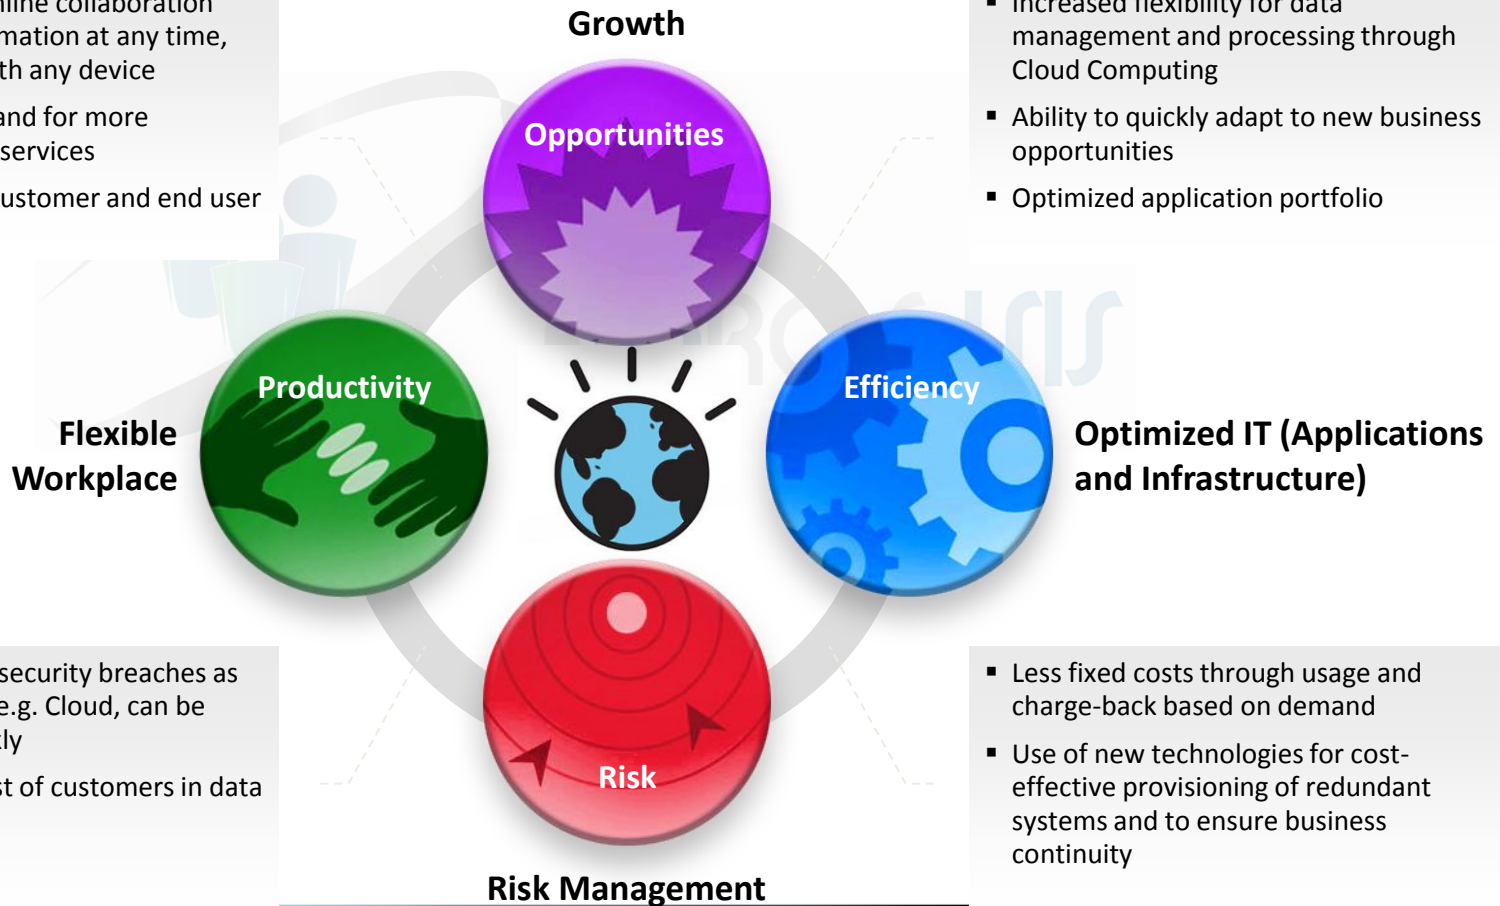 nline collaboration
mation at any time,
th any device
and for more
services
ustomer and end user
Growth
▪ Increased flexibility for data
management and processing through
Cloud Computing
▪ Ability to quickly adapt to new business
opportunities
▪ Optimized application portfolio
Opportunities
Productivity
Efficiency
Flexible
Workplace
Optimized IT (Applications
and Infrastructure)
security breaches as
e.g. Cloud, can be
kly
st of customers in data
Risk
Risk Management
▪ Less fixed costs through usage and
charge-back based on demand
▪ Use of new technologies for cost-
effective provisioning of redundant
systems and to ensure business
continuity